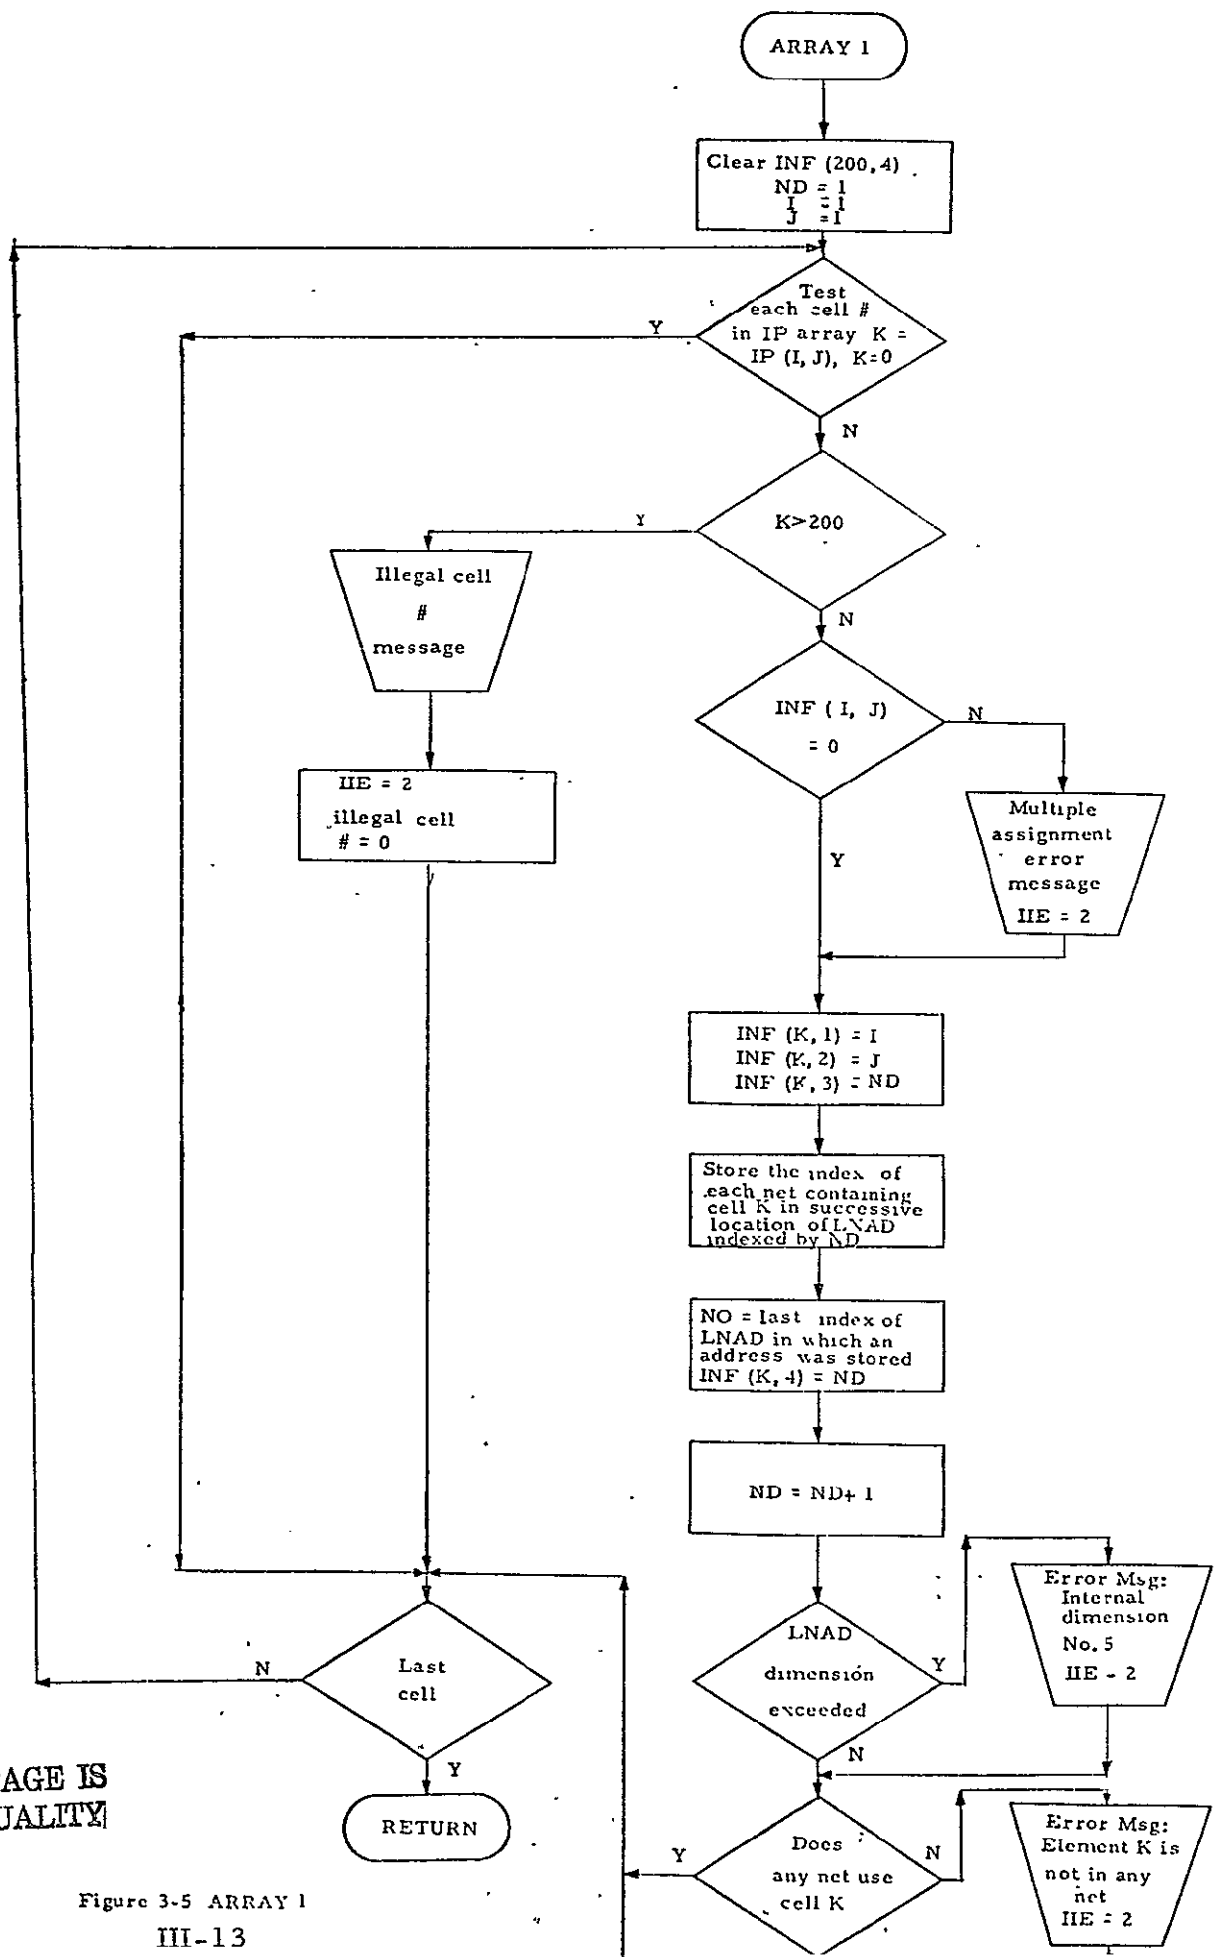 ARRAY 1
Clear INF (200, 4)
ND = 1
I = 1
J = 1
Test
each cell #
in IP array K =
IP (I, J), K=0
Y
N
K>200
Y
N
Illegal cell
#
message
INF ( I, J)
= 0
N
Y
IIE = 2
illegal cell
# = 0
Multiple
assignment
error
message
IIE = 2
INF (K, 1) = I
INF (K, 2) = J
INF (K, 3) = ND
Store the index of
each net containing
cell K in successive
location of LNAD
indexed by ND
NO = last index of
LNAD in which an
address was stored
INF (K, 4) = ND
ND = ND+ 1
LNAD
dimension
exceeded
Y
N
Error Msg:
Internal
dimension
No. 5
IIE - 2
Last
cell
N
Y
RETURN
Does
any net use
cell K
Y
N
Error Msg:
Element K is
not in any
net
IIE = 2
AGE IS
UALITY
Figure 3-5 ARRAY 1
III-13